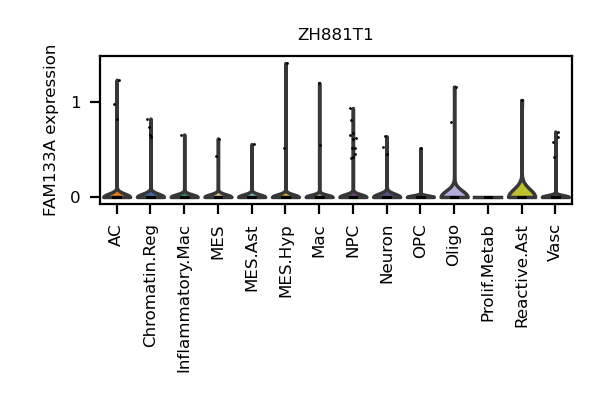 ZH881T1
FAM133A expression
1
0
AC
Chromatin.Reg
Inflammatory.Mac
MES
MES.Ast
MES.Hyp
Mac
NPC
Neuron
OPC
Oligo
Prolif.Metab
Reactive.Ast
Vasc